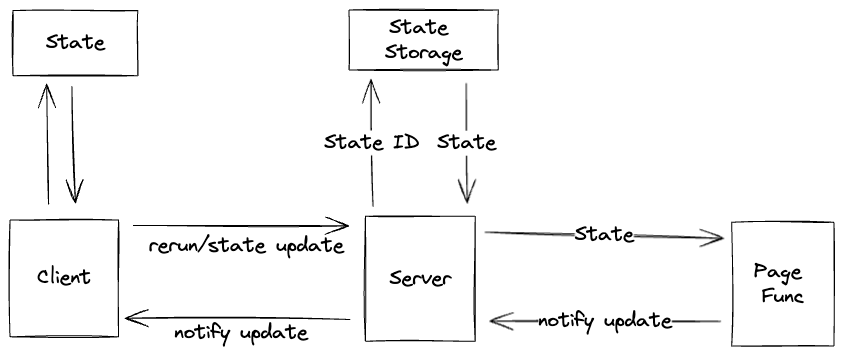 State
State
Storage
State ID
State
rerun/state update
State
Client
Server
Page
Func
notify update
notify update